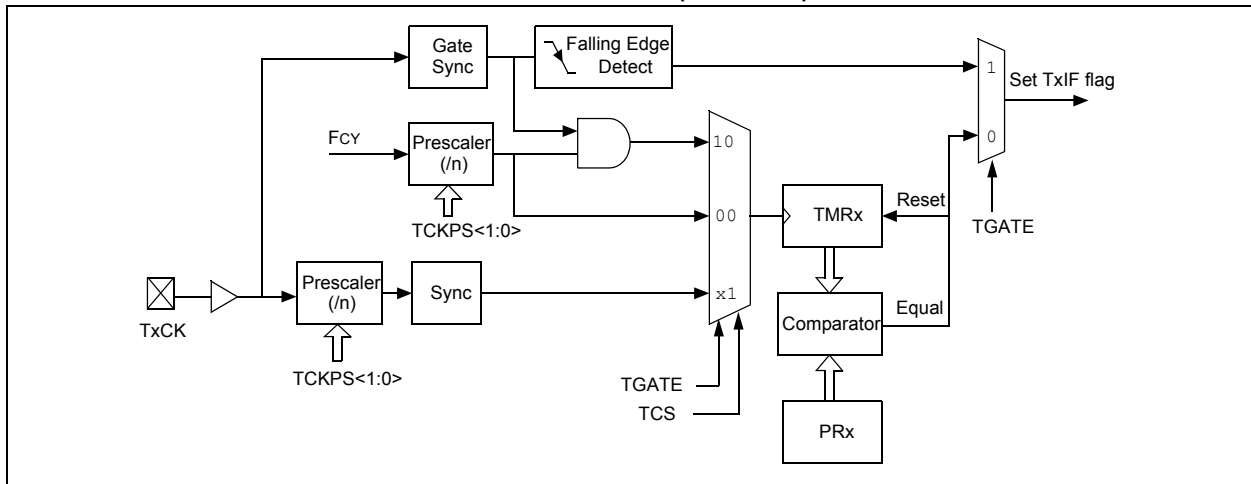 Gate
Sync
Falling Edge
Detect
1
Set TxIF flag
0
FCY
Prescaler
(/n)
10
TCKPS<1:0>
00
TMRx
Reset
TGATE
TxCK
Prescaler
(/n)
Sync
x1
Comparator
Equal
TCKPS<1:0>
TGATE
TCS
PRx